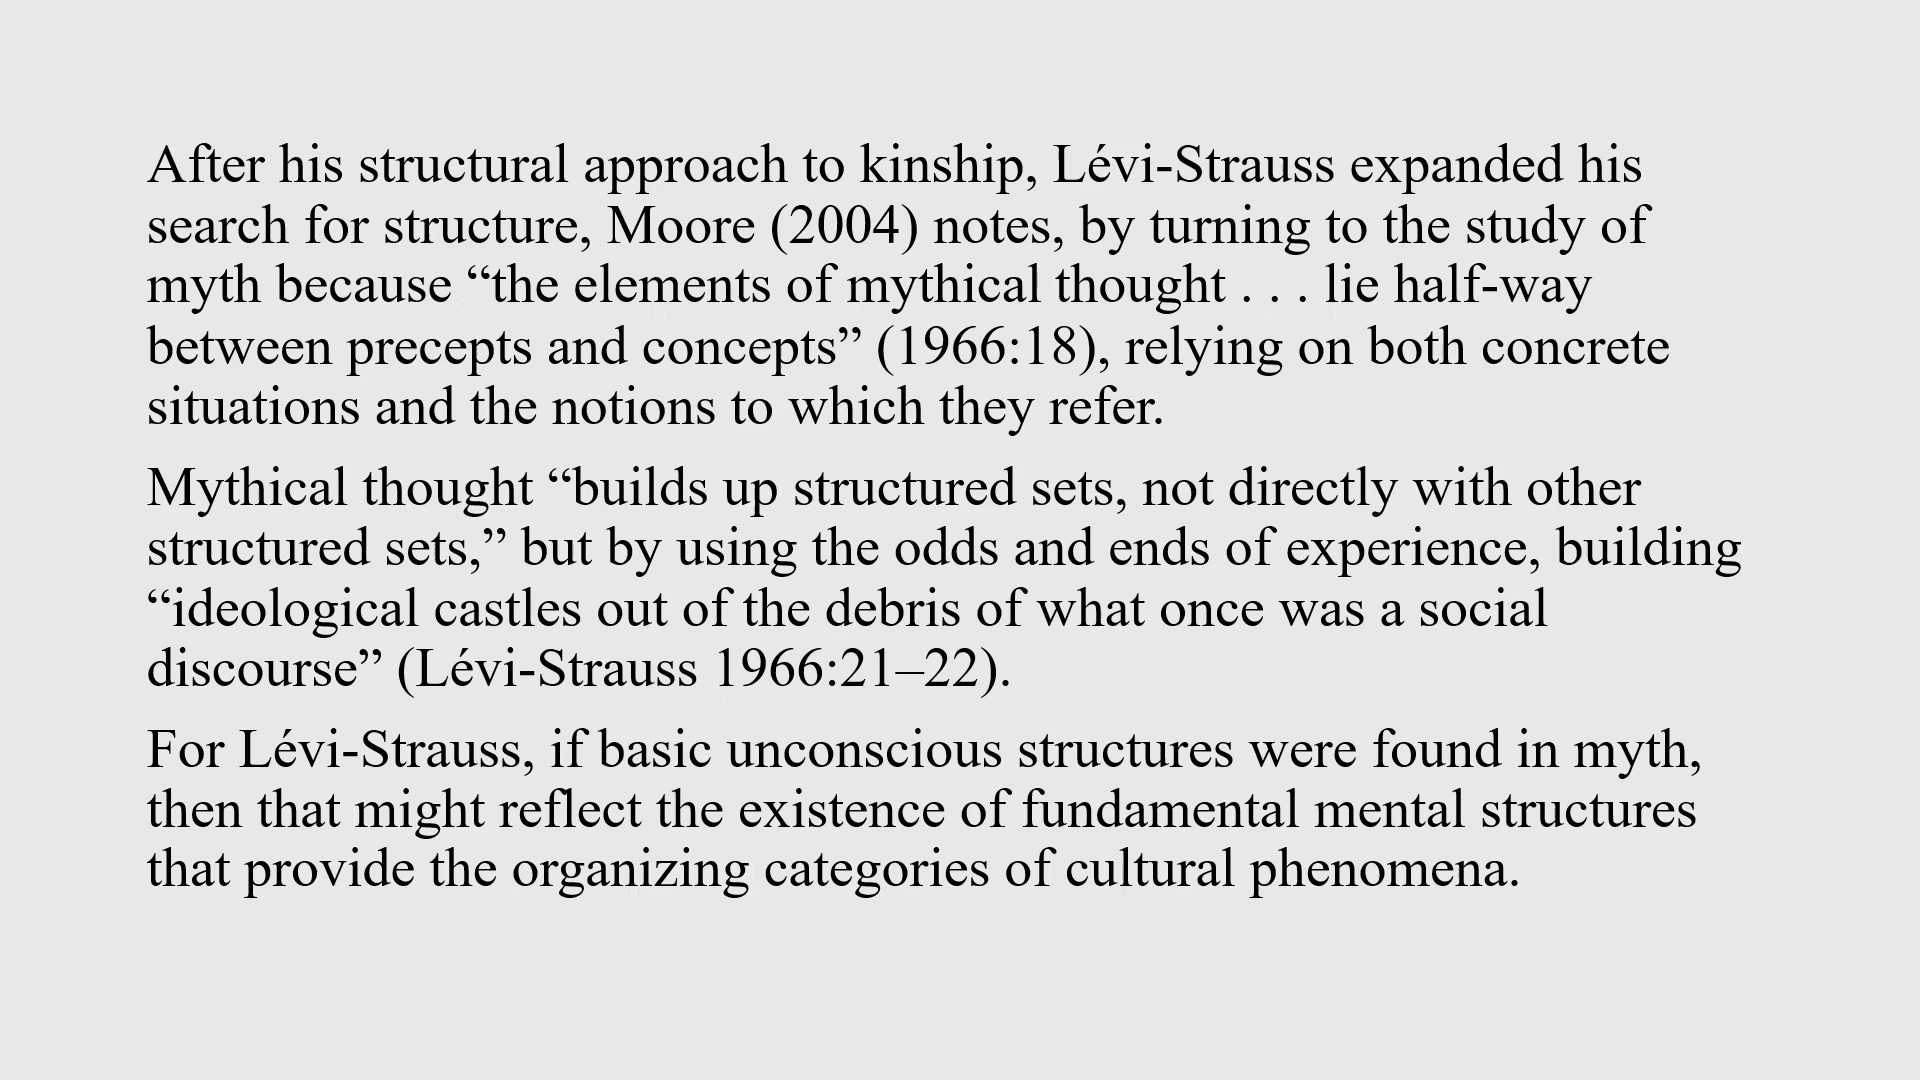 After his structural approach to kinship, Lévi-Strauss expanded his
search for structure, Moore (2004) notes, by turning to the study of
myth because “the elements of mythical thought . . . lie half-way
between precepts and concepts” (1966:18), relying on both concrete
situations and the notions to which they refer.
Mythical thought “builds up structured sets, not directly with other
structured sets,” but by using the odds and ends of experience, building
“ideological castles out of the debris of what once was a social
discourse” (Lévi-Strauss 1966:21–22).
For Lévi-Strauss, if basic unconscious structures were found in myth,
then that might reflect the existence of fundamental mental structures
that provide the organizing categories of cultural phenomena.